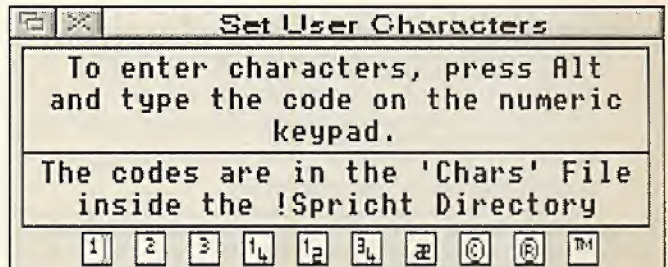 Set User Characters
To enter characters, press Alt
and type the code on the numeric
keypad.
The codes are in the 'Chars' File
inside the !Spricht Directory
1 2 3 ¼ ½ ¾ æ © ® ™